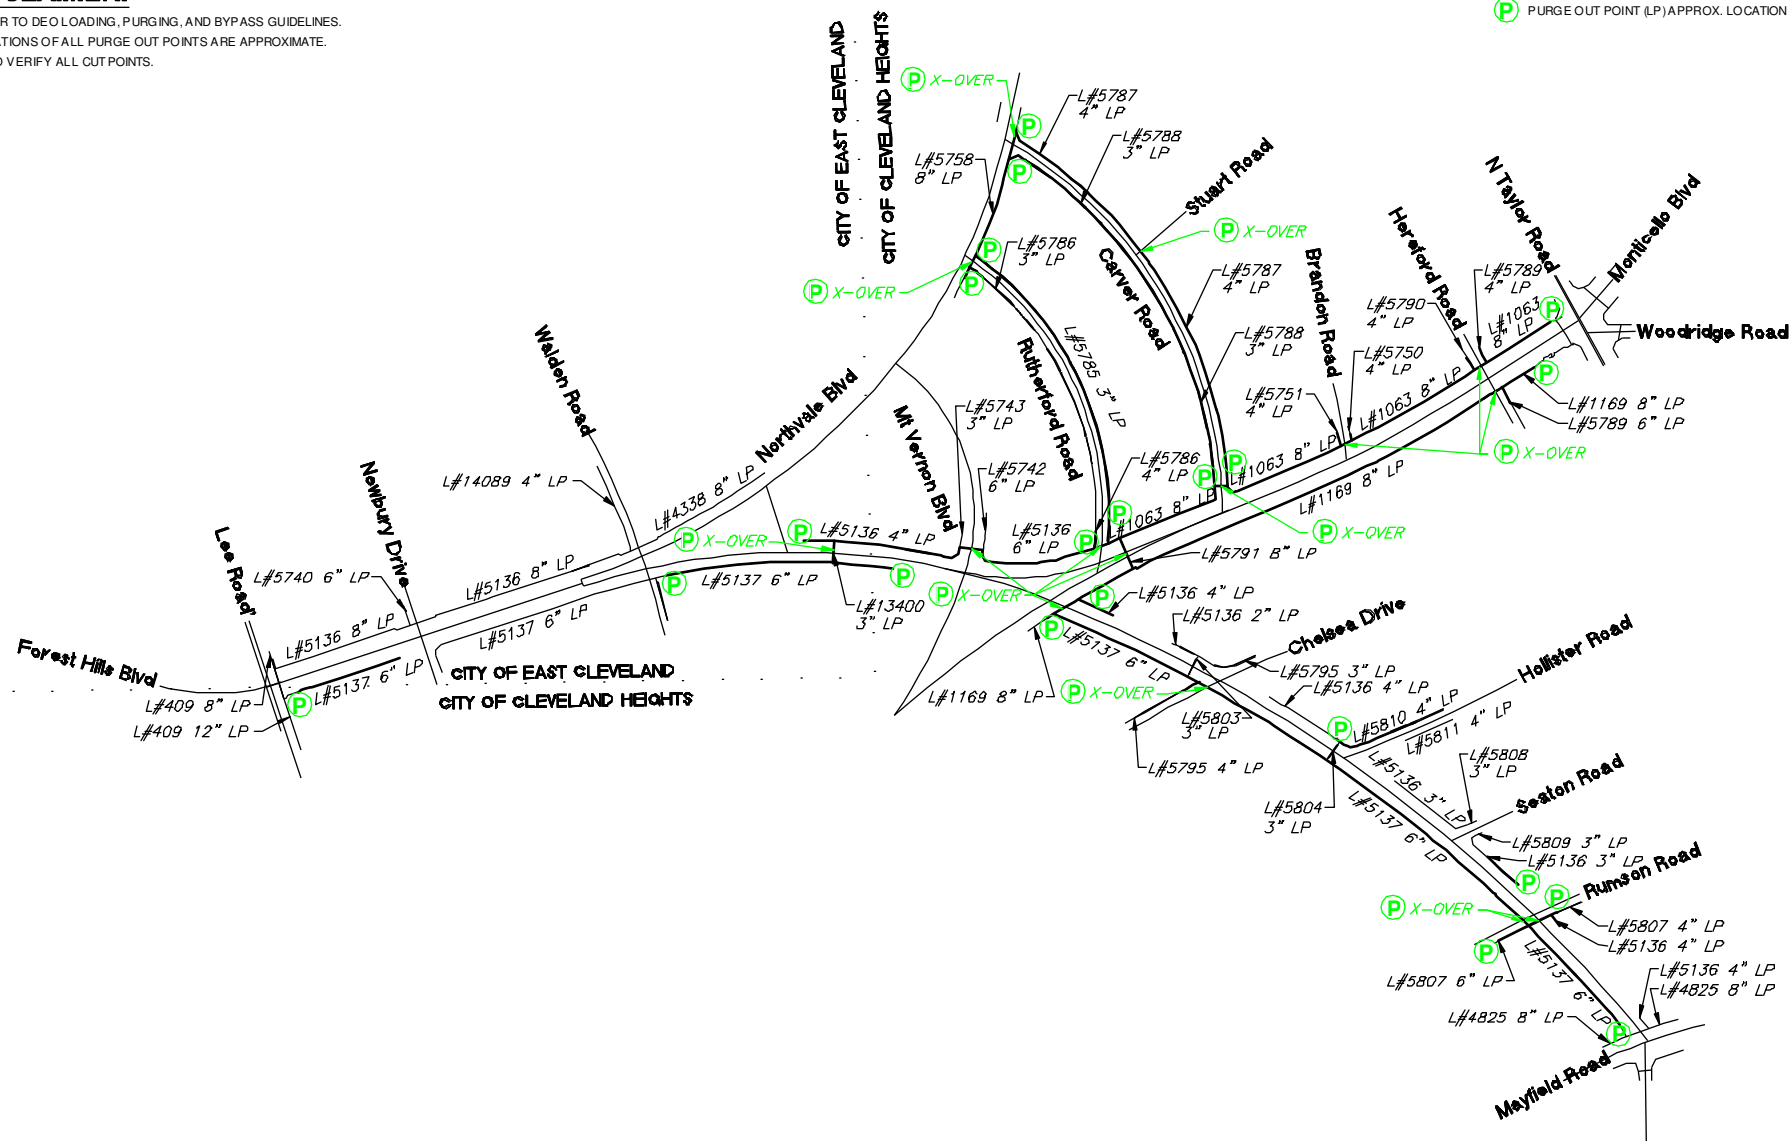 R TO DEO LOADING, PURGING, AND BYPASS GUIDELINES.
ATIONS OF ALL PURGE OUT POINTS ARE APPROXIMATE.
VERIFY ALL CUT POINTS.
P PURGE OUT POINT (LP) APPROX. LOCATION
CITY OF EAST CLEVELAND
CITY OF CLEVELAND HEIGHTS
P X-OVER
P
P
L#5787
4" LP
L#5788
3" LP
L#5758
8" LP
Stuart Road
P X-OVER
N Taylor Road
Monticello Blvd
Hereford Road
Woodridge Road
P
L#5786
3" LP
P
P X-OVER
Carver Road
L#5787
4" LP
Brandon Road
L#5789
4" LP
L#5790
4" LP
L#1063
8" LP
P
L#5788
3" LP
L#5750
4" LP
L#5751
4" LP
L#1063 8" LP
P
L#1169 8" LP
L#5789 6" LP
P X-OVER
Walden Road
Northvale Blvd
Mt Vernon Blvd
Rutherford Road
L#5785 3" LP
L#5743
3" LP
L#5742
6" LP
L#5786
4" LP
P
P
L#1063 8" LP
L#1169 8" LP
P X-OVER
Newbury Drive
L#14089 4" LP
L#4338 8" LP
P X-OVER
P
L#5136 4" LP
L#5136
6" LP
P
P
L#1063 8" LP
L#5791 8" LP
Lee Road
L#5740 6" LP
L#5136 8" LP
L#5136 8" LP
L#5137 6" LP
P
L#5137 6" LP
P
L#13400
3" LP
P X-OVER
P
L#5136 4" LP
L#5136 2" LP
Chelsea Drive
Hollister Road
Forest Hills Blvd
L#409 8" LP
L#409 12" LP
P
L#5137 6" LP
CITY OF EAST CLEVELAND
CITY OF CLEVELAND HEIGHTS
P
L#5137 6" LP
L#1169 8" LP
P X-OVER
L#5795 3" LP
L#5136 4" LP
L#5803
3" LP
L#5795 4" LP
P
L#5810 4" LP
L#5811 4" LP
L#5804
3" LP
L#5136 3" LP
L#5137 6" LP
L#5808
3" LP
Seaton Road
L#5809 3" LP
L#5136 3" LP
P
P
Rumson Road
P X-OVER
P
L#5807 4" LP
L#5136 4" LP
L#5807 6" LP
L#5137 6" LP
L#5136 4" LP
L#4825 8" LP
L#4825 8" LP
P
Mayfield Road